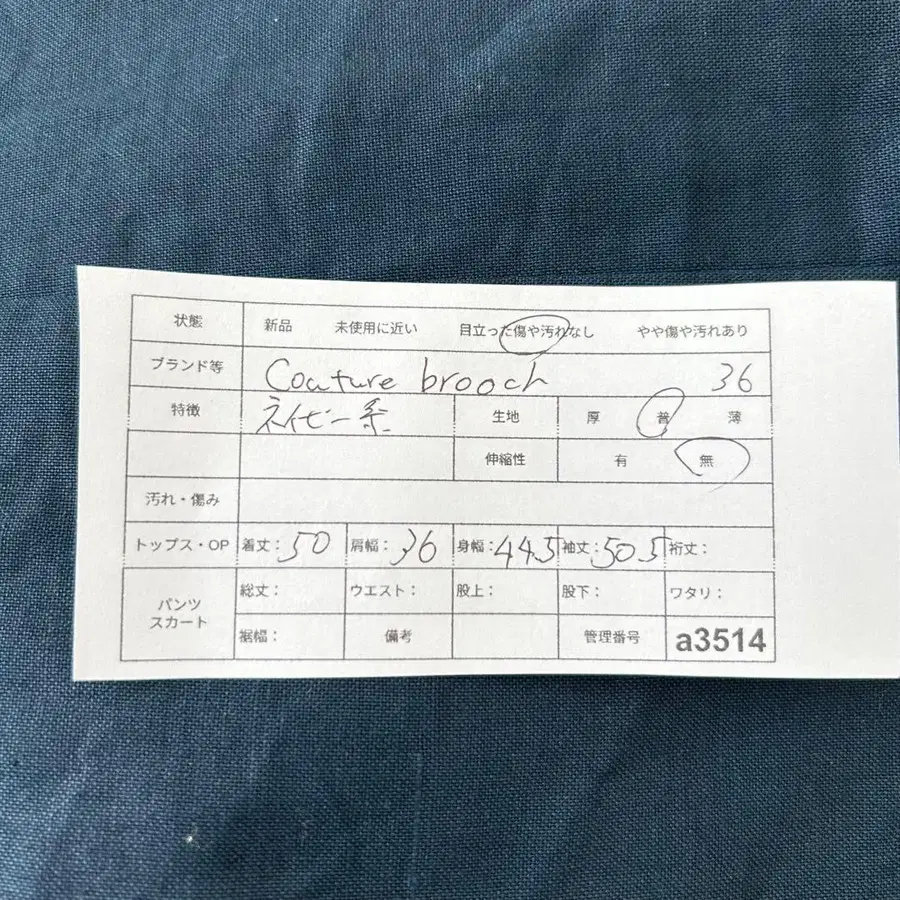 状態 新品 未使用に近い 目立った傷や汚れなし やや傷や汚れあり
ブランド等 Couture brooch 36
特徴 ネイビー系 生地 厚 普 薄
伸縮性 有 無
汚れ・傷み
トップス・OP 着丈: 50 肩幅: 36 身幅: 44.5 袖丈: 50.5 裄丈:
パンツ スカート 総丈: ウエスト: 股上: 股下: ワタリ:
裾幅: 備考 管理番号 a3514